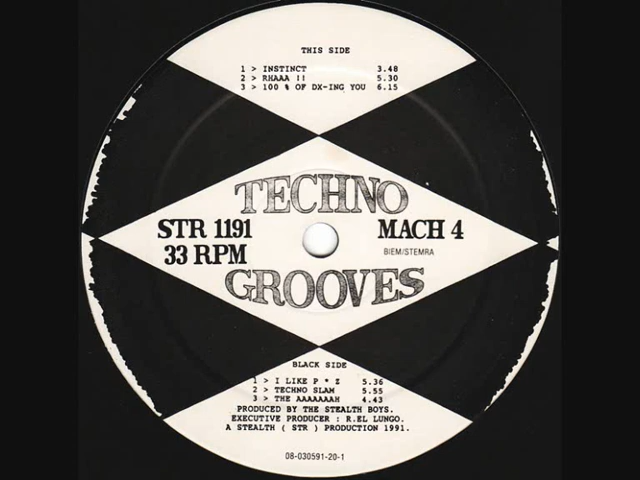 THIS SIDE
1 > INSTINCT 3.48
2 > RHAAA !! 5.30
3 > 100 % OF DX-ING YOU 6.15
TECHNO
STR 1191 MACH 4
33 RPM BIEM/STEMRA
GROOVES
BLACK SIDE
1 > I LIKE P * Z 5.36
2 > TECHNO SLAM 5.55
3 > THE AAAAAAAH 4.43
PRODUCED BY THE STEALTH BOYS.
EXECUTIVE PRODUCER : R.EL LUNGO.
A STEALTH ( STR ) PRODUCTION 1991.
08-030591-20-1